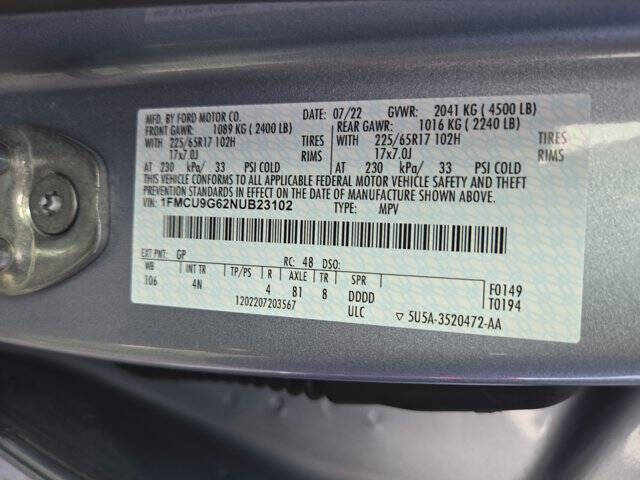 MFD. BY FORD MOTOR CO. DATE: 07/22 GVWR: 2041 KG ( 4500 LB)
FRONT GAWR: 1089 KG ( 2400 LB) REAR GAWR: 1016 KG ( 2240 LB)
WITH 225/65R17 102H TIRES WITH 225/65R17 102H TIRES
17x7.0J RIMS 17x7.0J RIMS
AT 230 kPa/ 33 PSI COLD AT 230 kPa/ 33 PSI COLD
THIS VEHICLE CONFORMS TO ALL APPLICABLE FEDERAL MOTOR VEHICLE SAFETY AND THEFT
PREVENTION STANDARDS IN EFFECT ON THE DATE OF MANUFACTURE SHOWN ABOVE.
VIN: 1FMCU9G62NUB23102 TYPE: MPV
EXT PNT: GP RC: 48 DSO:
WB INT TR TP/PS R AXLE TR SPR F0149
106 4N 4 81 8 DDDD T0194
1202207203567 ULC ▽ 5U5A-3520472-AA